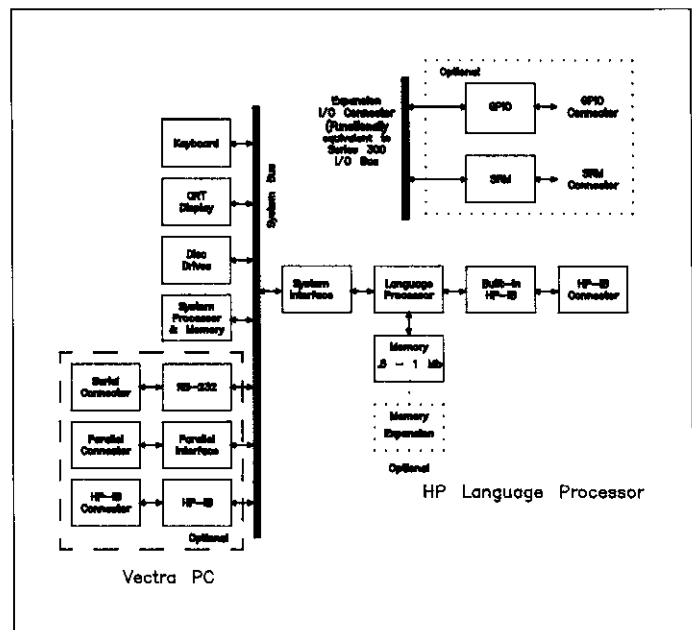 Optional
Expansion
I/O Connector
(Functionally
equivalent to
Series 300
I/O Bus
GPIO
GPIO
Connector
SRM
SRM
Connector
Keyboard
System Bus
CRT
Display
Disc
Drives
System
Processor
& Memory
System
Interface
Language
Processor
Built-in
HP-IB
HP-IB
Connector
Memory
.5 - 1 Mb
Memory
Expansion
Optional
Serial
Connector
RS-232
Parallel
Connector
Parallel
Interface
HP-IB
Connector
HP-IB
Optional
HP Language Processor
Vectra PC